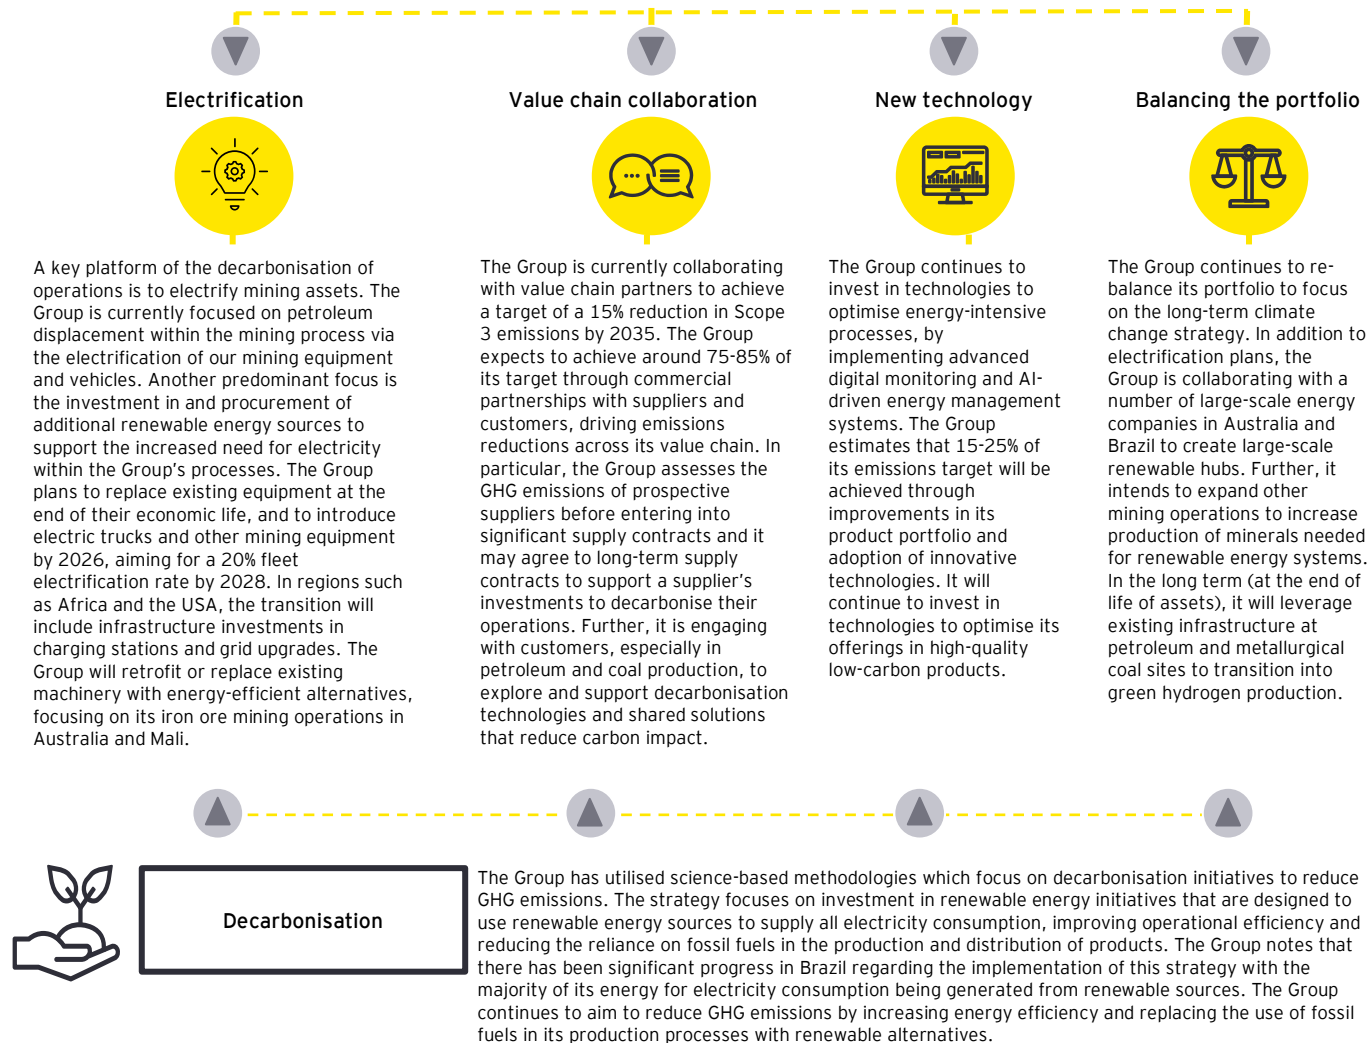 Electrification
A key platform of the decarbonisation of
operations is to electrify mining assets. The
Group is currently focused on petroleum
displacement within the mining process via
the electrification of our mining equipment
and vehicles. Another predominant focus is
the investment in and procurement of
additional renewable energy sources to
support the increased need for electricity
within the Group's processes. The Group
plans to replace existing equipment at the
end of their economic life, and to introduce
electric trucks and other mining equipment
by 2026, aiming for a 20% fleet
electrification rate by 2028. In regions such
as Africa and the USA, the transition will
include infrastructure investments in
charging stations and grid upgrades. The
Group will retrofit or replace existing
machinery with energy-efficient alternatives,
focusing on its iron ore mining operations in
Australia and Mali.
Value chain collaboration
The Group is currently collaborating
with value chain partners to achieve
a target of a 15% reduction in Scope
3 emissions by 2035. The Group
expects to achieve around 75-85% of
its target through commercial
partnerships with suppliers and
customers, driving emissions
reductions across its value chain. In
particular, the Group assesses the
GHG emissions of prospective
suppliers before entering into
significant supply contracts and it
may agree to long-term supply
contracts to support a supplier's
investments to decarbonise their
operations. Further, it is engaging
with customers, especially in
petroleum and coal production, to
explore and support decarbonisation
technologies and shared solutions
that reduce carbon impact.
New technology
The Group continues to
invest in technologies to
optimise energy-intensive
processes, by
implementing advanced
digital monitoring and AI-
driven energy management
systems. The Group
estimates that 15-25% of
its emissions target will be
achieved through
improvements in its
product portfolio and
adoption of innovative
technologies. It will
continue to invest in
technologies to optimise its
offerings in high-quality
low-carbon products.
Balancing the portfolio
The Group continues to re-
balance its portfolio to focus
on the long-term climate
change strategy. In addition to
electrification plans, the
Group is collaborating with a
number of large-scale energy
companies in Australia and
Brazil to create large-scale
renewable hubs. Further, it
intends to expand other
mining operations to increase
production of minerals needed
for renewable energy systems.
In the long term (at the end of
life of assets), it will leverage
existing infrastructure at
petroleum and metallurgical
coal sites to transition into
green hydrogen production.
Decarbonisation
The Group has utilised science-based methodologies which focus on decarbonisation initiatives to reduce
GHG emissions. The strategy focuses on investment in renewable energy initiatives that are designed to
use renewable energy sources to supply all electricity consumption, improving operational efficiency and
reducing the reliance on fossil fuels in the production and distribution of products. The Group notes that
there has been significant progress in Brazil regarding the implementation of this strategy with the
majority of its energy for electricity consumption being generated from renewable sources. The Group
continues to aim to reduce GHG emissions by increasing energy efficiency and replacing the use of fossil
fuels in its production processes with renewable alternatives.